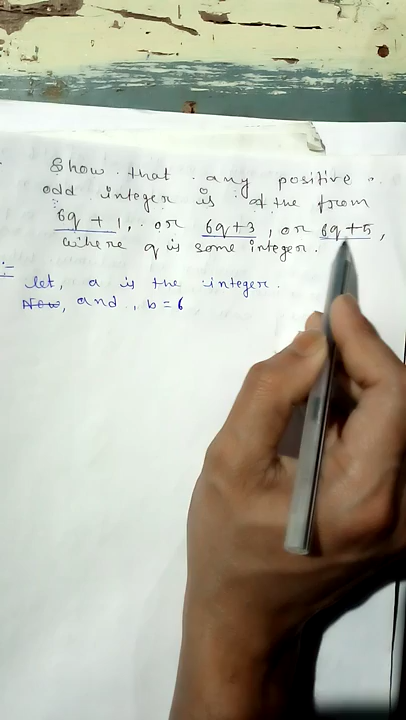 Show that any positive
odd integer is of the from
6q + 1, or 6q+3, or 6q+5,
where q is some integer.
:-
let, a is the integer.
Now, and, b = 6